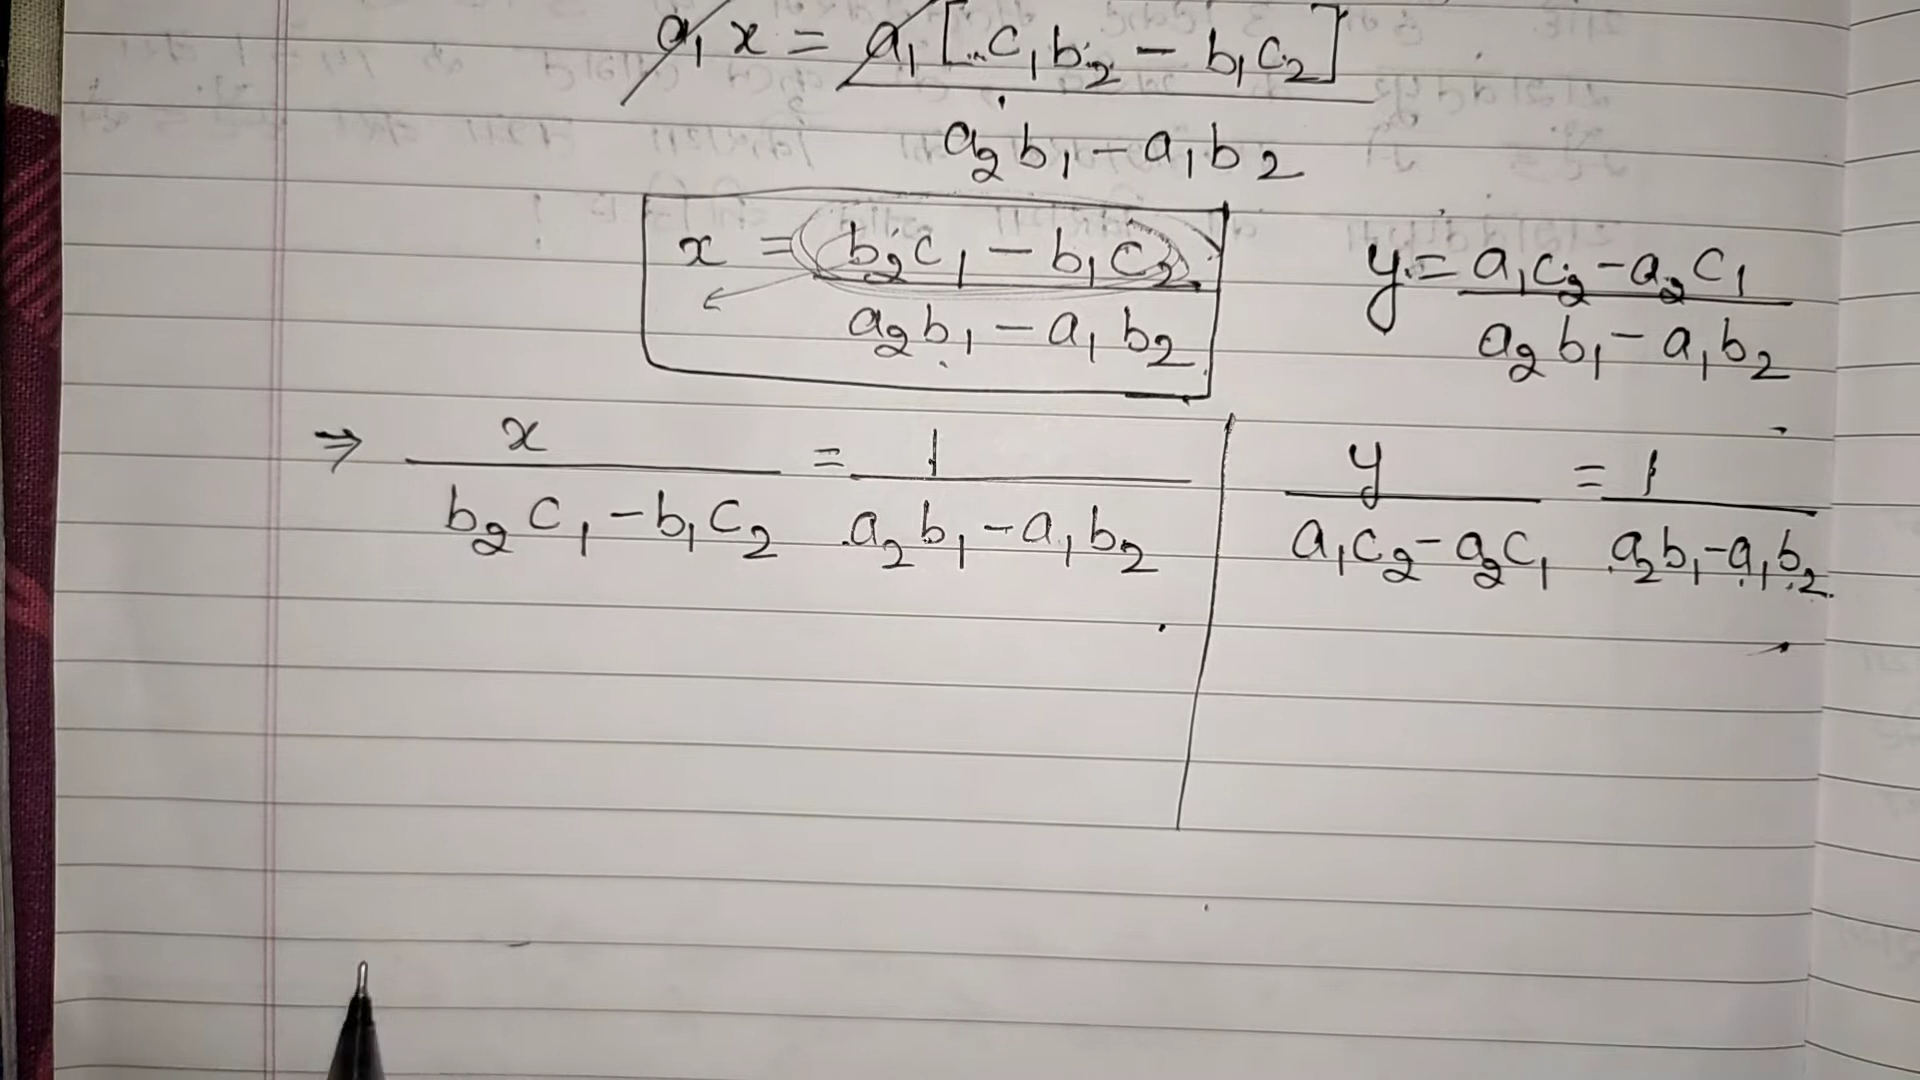 a₁x = a₁[c₁b₂ − b₁c₂]
a₂b₁ − a₁b₂
x = b₂c₁ − b₁c₂
a₂b₁ − a₁b₂
y = a₁c₂ − a₂c₁
a₂b₁ − a₁b₂
⇒ x = 1
b₂c₁ − b₁c₂ a₂b₁ − a₁b₂
y = 1
a₁c₂ − a₂c₁ a₂b₁ − a₁b₂